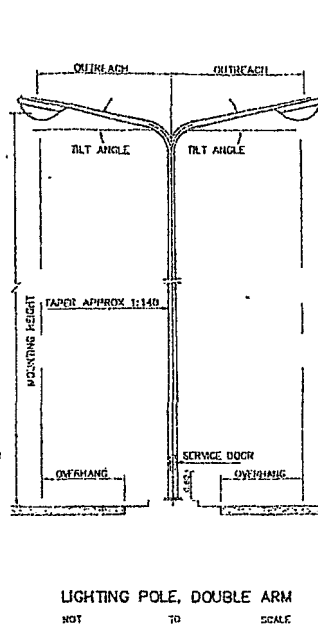 OUTREACH OUTREACH
TILT ANGLE TILT ANGLE
TAPER APPROX 1:140
MOUNTING HEIGHT
SERVICE DOOR
OVERHANG OVERHANG
LIGHTING POLE, DOUBLE ARM
NOT TO SCALE